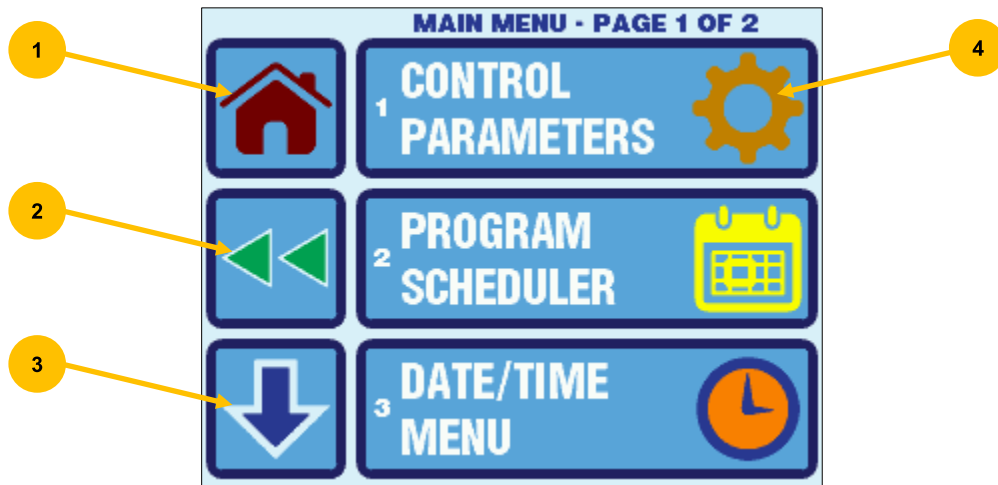 MAIN MENU - PAGE 1 OF 2
1
4
1 CONTROL
PARAMETERS
2
2 PROGRAM
SCHEDULER
3
3 DATE/TIME
MENU